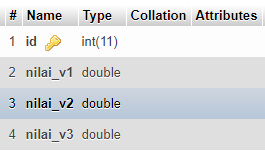 # Name Type Collation Attributes
1 id int(11)
2 nilai_v1 double
3 nilai_v2 double
4 nilai_v3 double